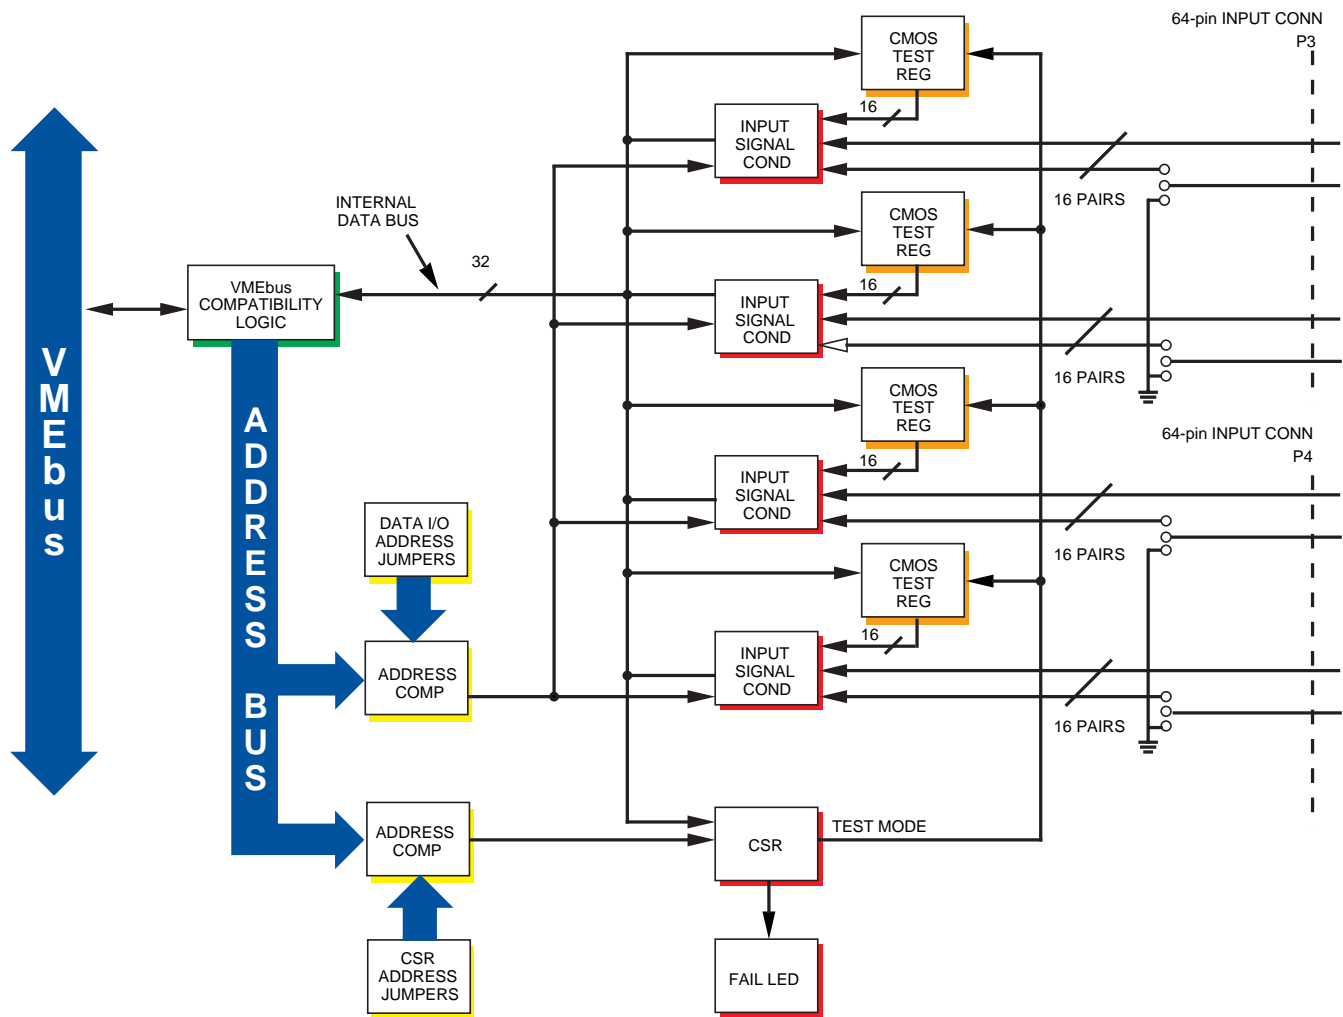 64-pin INPUT CONN
P3
CMOS
TEST
REG
16
INPUT
SIGNAL
COND
16 PAIRS
INTERNAL
DATA BUS
32
CMOS
TEST
REG
16
VMEbus
COMPATIBILITY
LOGIC
INPUT
SIGNAL
COND
16 PAIRS
VMEbus
ADDRESS BUS
CMOS
TEST
REG
64-pin INPUT CONN
P4
16
INPUT
SIGNAL
COND
16 PAIRS
DATA I/O
ADDRESS
JUMPERS
CMOS
TEST
REG
16
ADDRESS
COMP
INPUT
SIGNAL
COND
16 PAIRS
ADDRESS
COMP
CSR
TEST MODE
CSR
ADDRESS
JUMPERS
FAIL LED